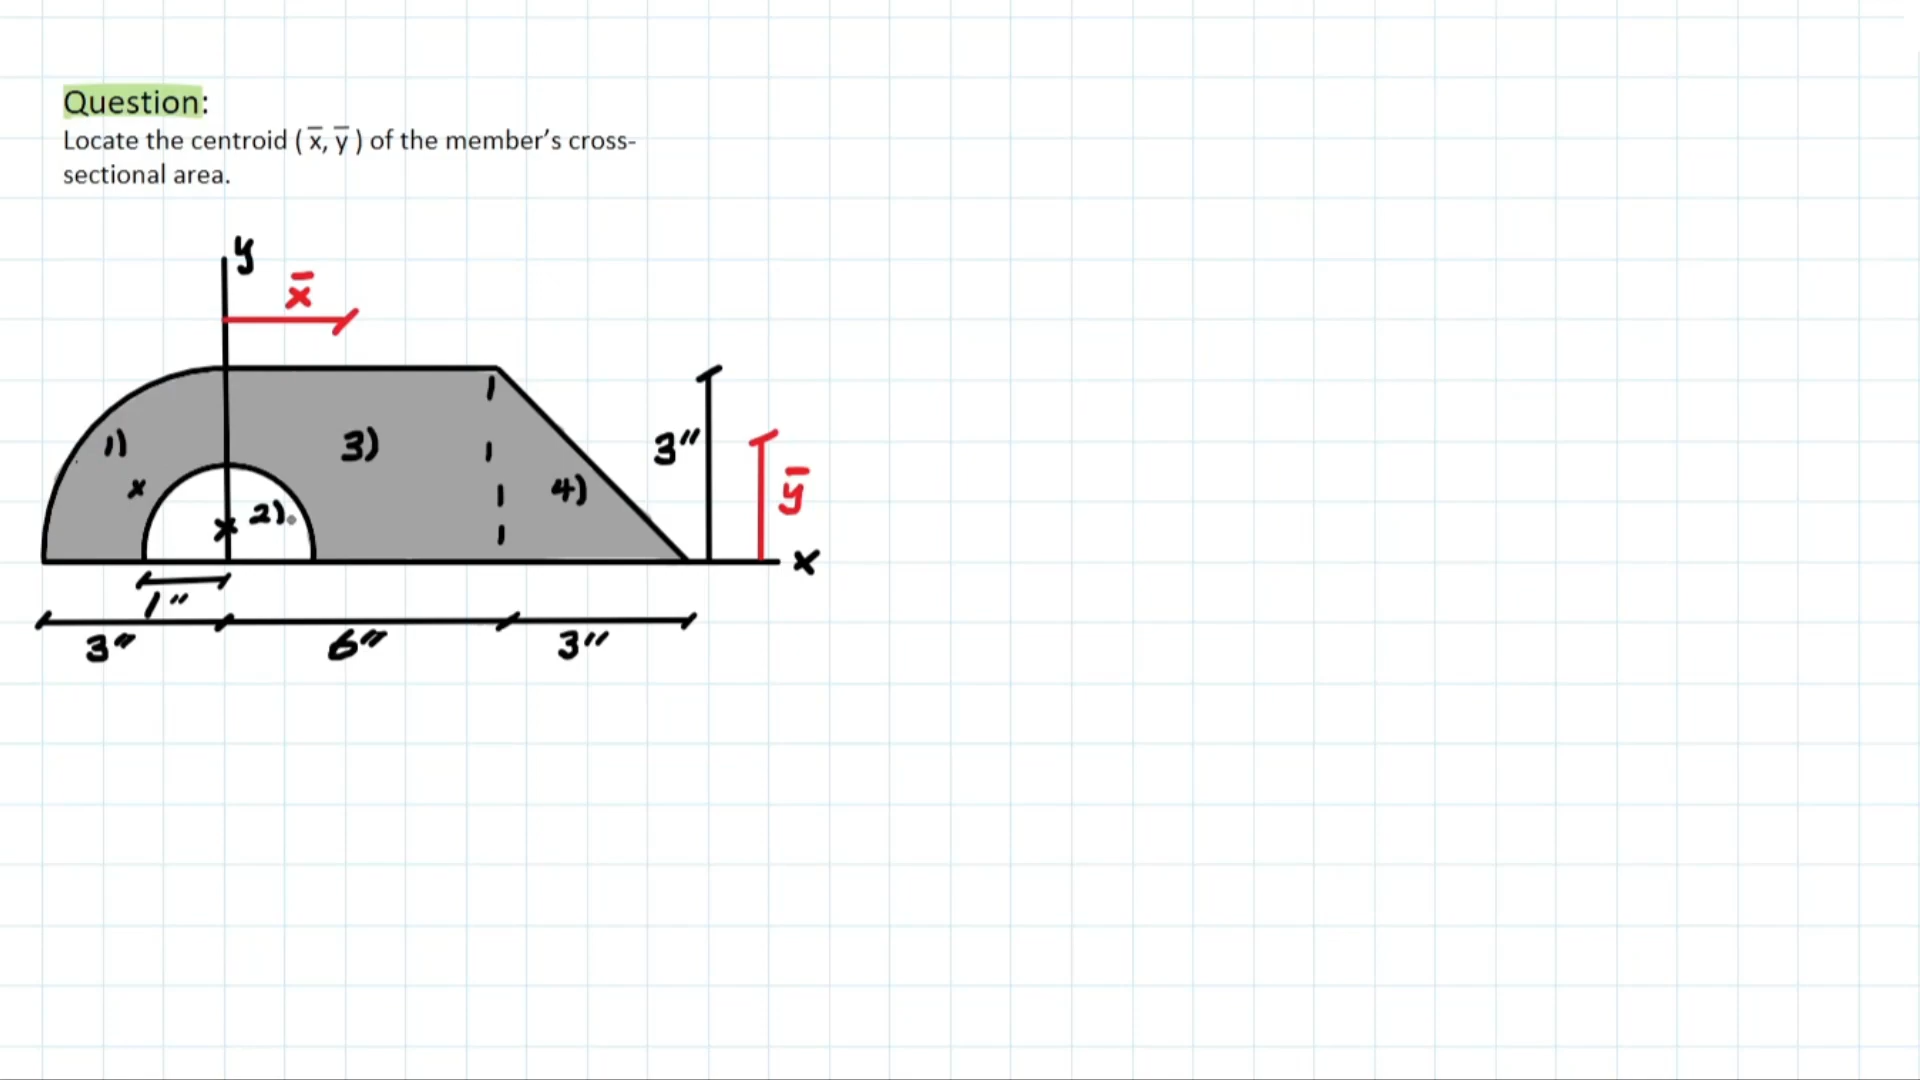 Question:
Locate the centroid ( x̅, y̅ ) of the member’s cross-
sectional area.
y
x̅
1)
3)
3"
4)
y̅
x
2)
x
x
1"
3"
6"
3"